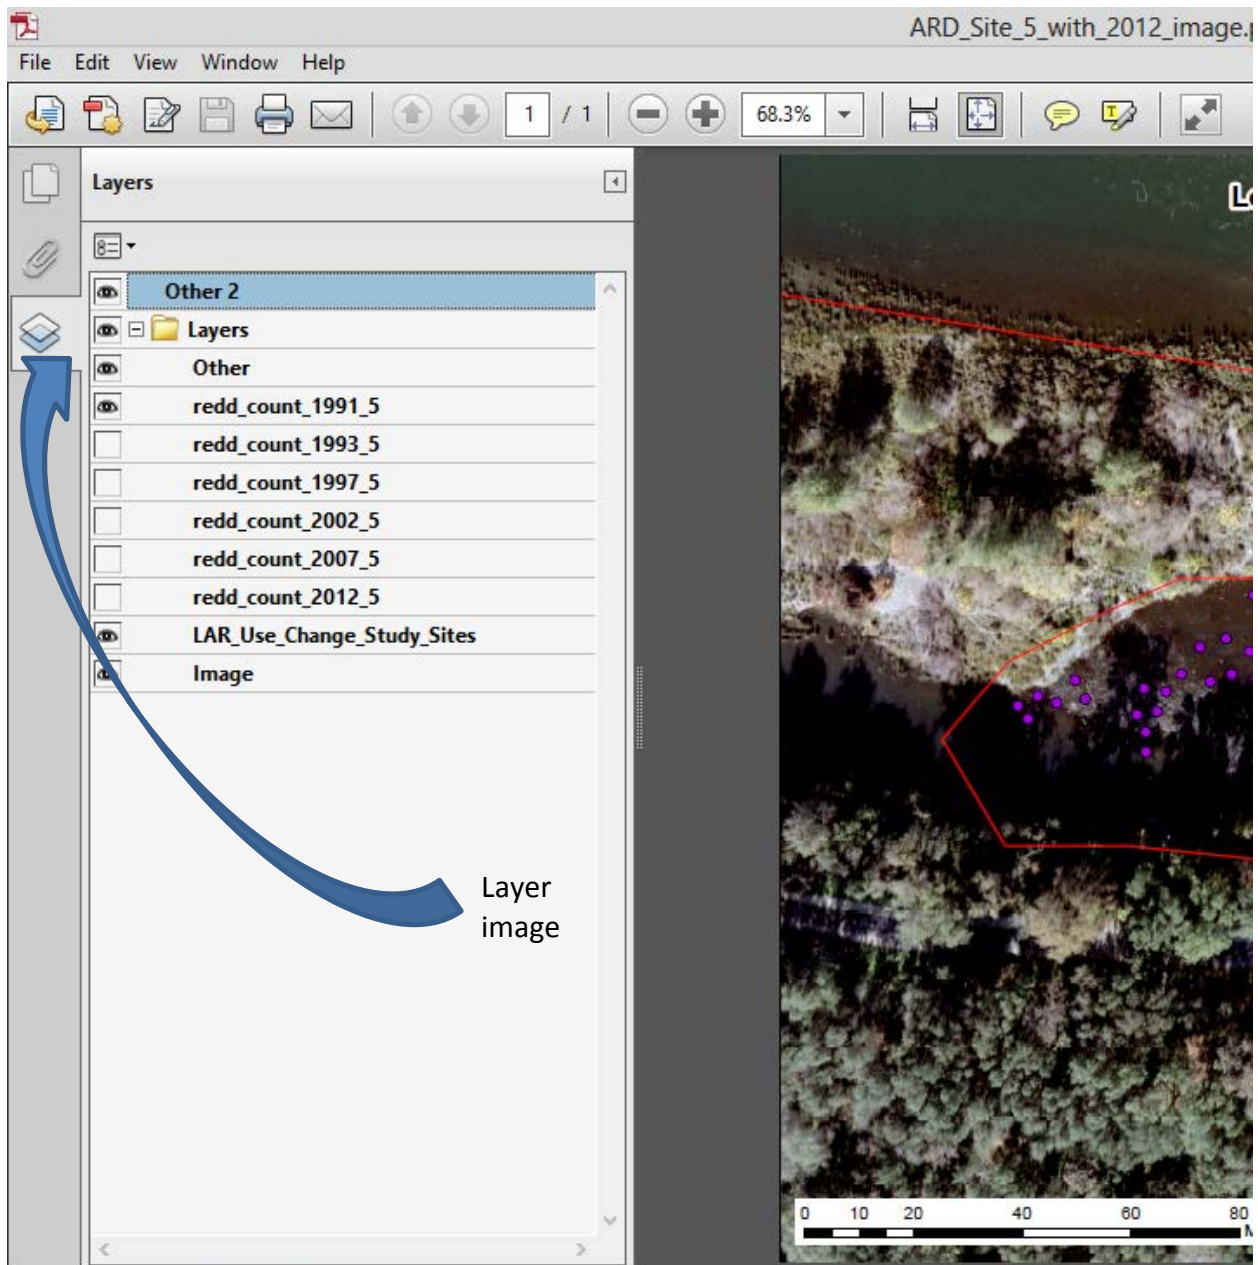 ARD_Site_5_with_2012_image.
File Edit View Window Help
1 / 1 68.3%
Layers
Other 2
Layers
Other
redd_count_1991_5
redd_count_1993_5
redd_count_1997_5
redd_count_2002_5
redd_count_2007_5
redd_count_2012_5
LAR_Use_Change_Study_Sites
Image
Layer
image
Lo
0 10 20 40 60 80
M